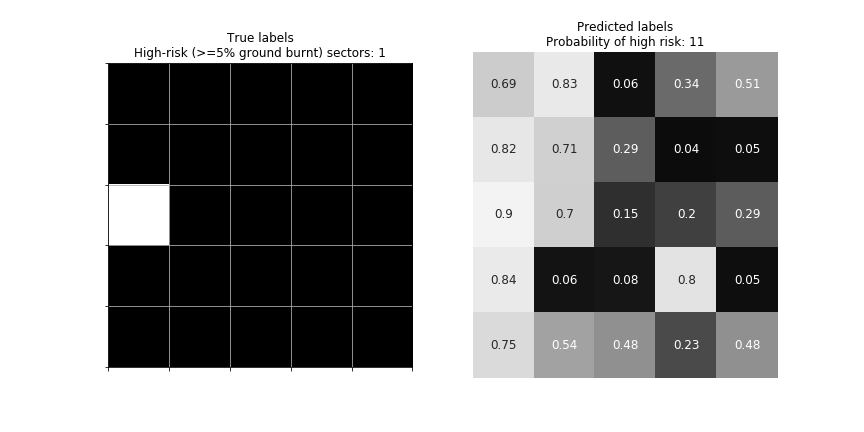 True labels
High-risk (>=5% ground burnt) sectors: 1
Predicted labels
Probability of high risk: 11
0.69 0.83 0.06 0.34 0.51
0.82 0.71 0.29 0.04 0.05
0.9 0.7 0.15 0.2 0.29
0.84 0.06 0.08 0.8 0.05
0.75 0.54 0.48 0.23 0.48